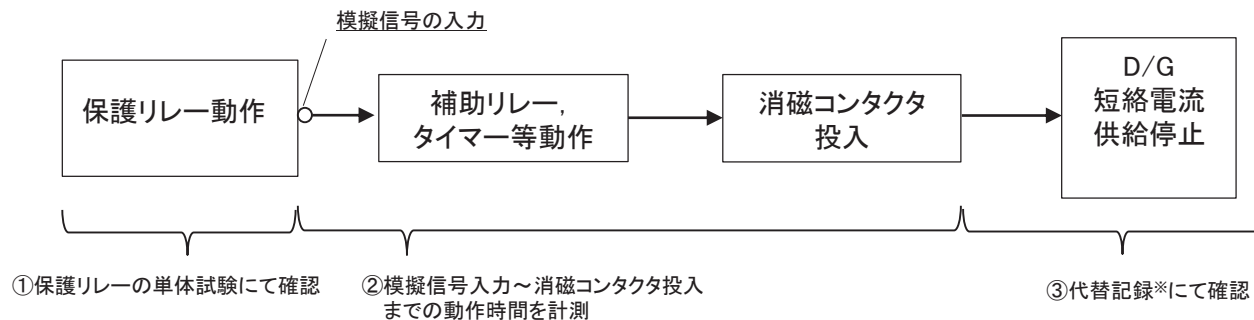 模擬信号の入力
保護リレー動作
補助リレー,
タイマー等動作
消磁コンタクタ
投入
D/G
短絡電流
供給停止
①保護リレーの単体試験にて確認
②模擬信号入力~消磁コンタクタ投入
までの動作時間を計測
③代替記録※にて確認